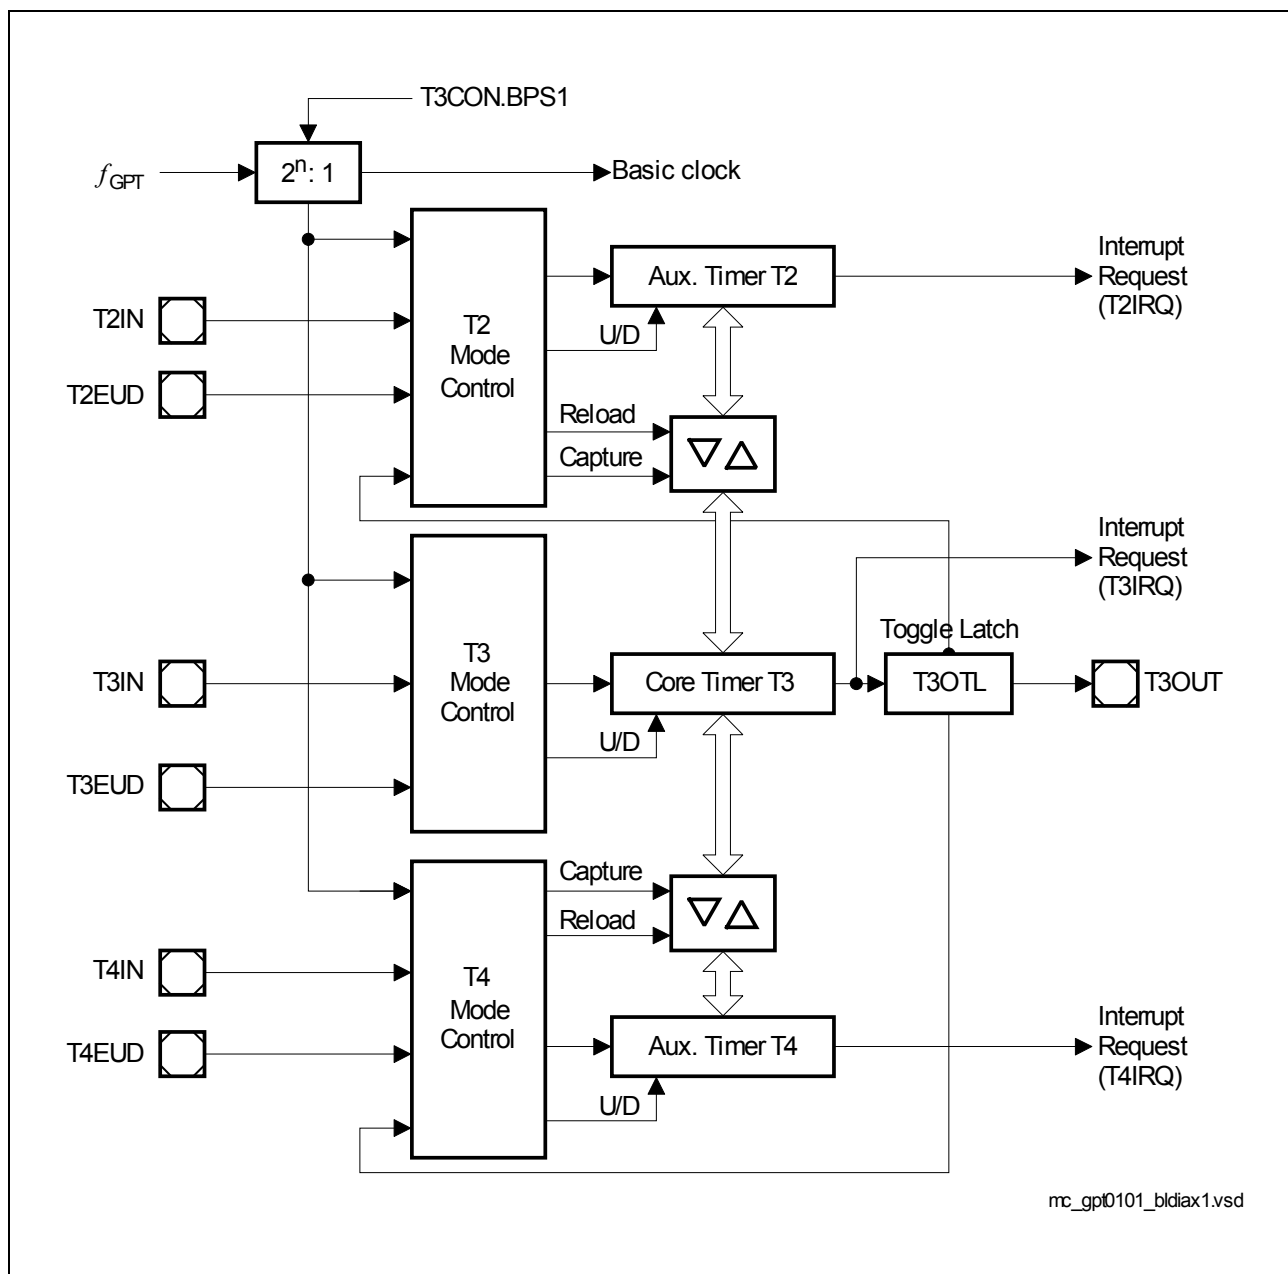 T3CON.BPS1
fGPT
2n: 1
Basic clock
Interrupt
Request
(T2IRQ)
Aux. Timer T2
T2IN
T2
Mode
Control
U/D
T2EUD
Reload
Capture
Interrupt
Request
(T3IRQ)
Toggle Latch
T3IN
T3
Mode
Control
Core Timer T3
T3OTL
T3OUT
U/D
T3EUD
Capture
Reload
T4IN
T4
Mode
Control
Interrupt
Request
(T4IRQ)
T4EUD
Aux. Timer T4
U/D
mc_gpt0101_bldiax1.vsd